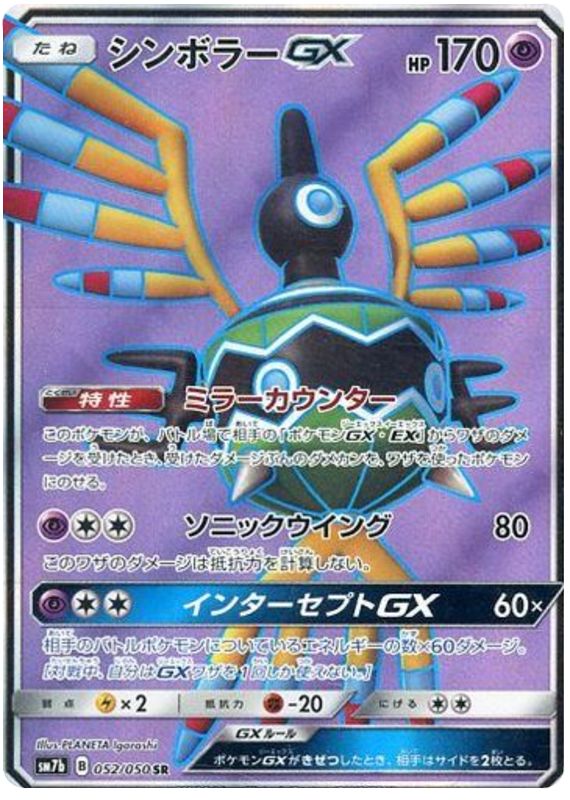 たね シンボラーGX HP 170
とくせい 特性 ミラーカウンター
このポケモンが、バトル場で相手の「ポケモンGX・EX」からワザのダメ
ージを受けたとき、受けたダメージぶんのダメカンを、ワザを使ったポケモン
にのせる。
ソニックウイング 80
このワザのダメージは抵抗力を計算しない。
インターセプトGX 60×
相手のバトルポケモンについているエネルギーの数×60ダメージ。
[対戦中、自分はGXワザを1回しか使えない。]
弱点 ×2 抵抗力 -20 にげる
Illus. PLANETA Igarashi
GXルール
ポケモンGXがきぜつしたとき、相手はサイドを2枚とる。
sm7b B 052/050 SR